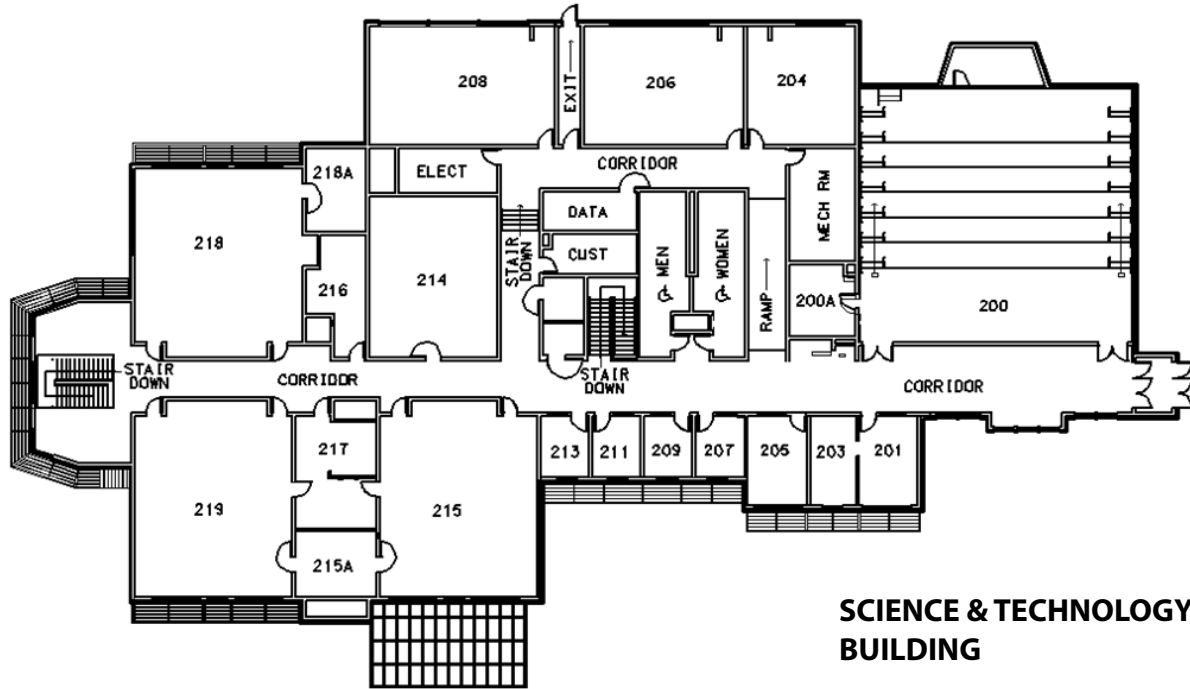 208
EXIT
206
204
218A
ELECT
CORRIDOR
MECH RM
218
DATA
216
214
STAIR
DOWN
CUST
MEN
WOMEN
RAMP
200A
200
STAIR
DOWN
CORRIDOR
STAIR
DOWN
CORRIDOR
217
213
211
209
207
205
203
201
219
215
215A
SCIENCE & TECHNOLOGY
BUILDING